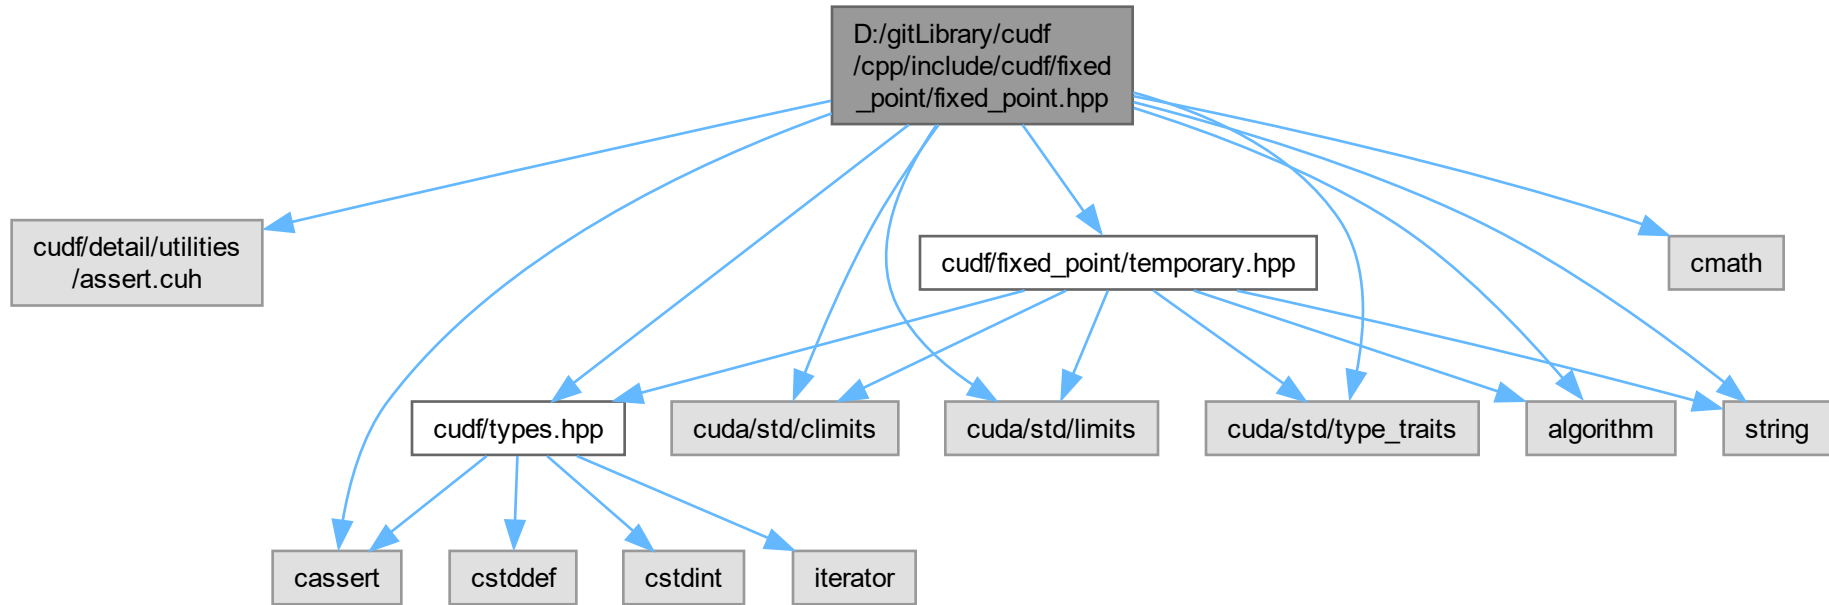 D:/gitLibrary/cudf
/cpp/include/cudf/fixed
_point/fixed_point.hpp
cudf/detail/utilities
/assert.cuh
cudf/fixed_point/temporary.hpp
cmath
cudf/types.hpp
cuda/std/climits
cuda/std/limits
cuda/std/type_traits
algorithm
string
cassert
cstddef
cstdint
iterator